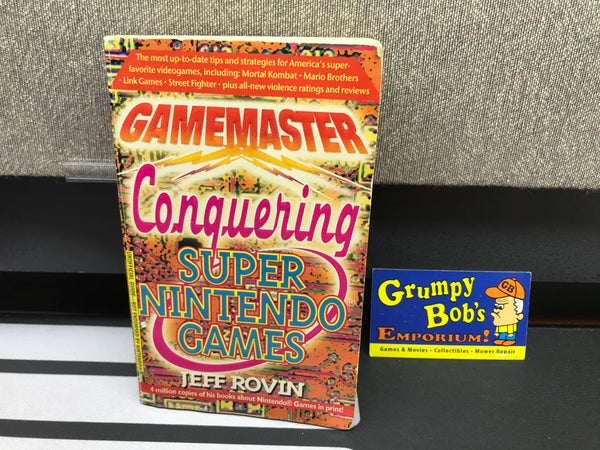 The most up-to-date tips and strategies for America's super-
favorite videogames, including: Mortal Kombat • Mario Brothers
• Link Games • Street Fighter • plus all-new violence ratings and reviews
GAMEMASTER
Conquering
SUPER
NINTENDO
GAMES
JEFF ROVIN
4 million copies of his books about Nintendo® Games in print!
Grumpy
Bob's
EMPORIUM!
GB
Games & Movies • Collectibles • Mower Repair